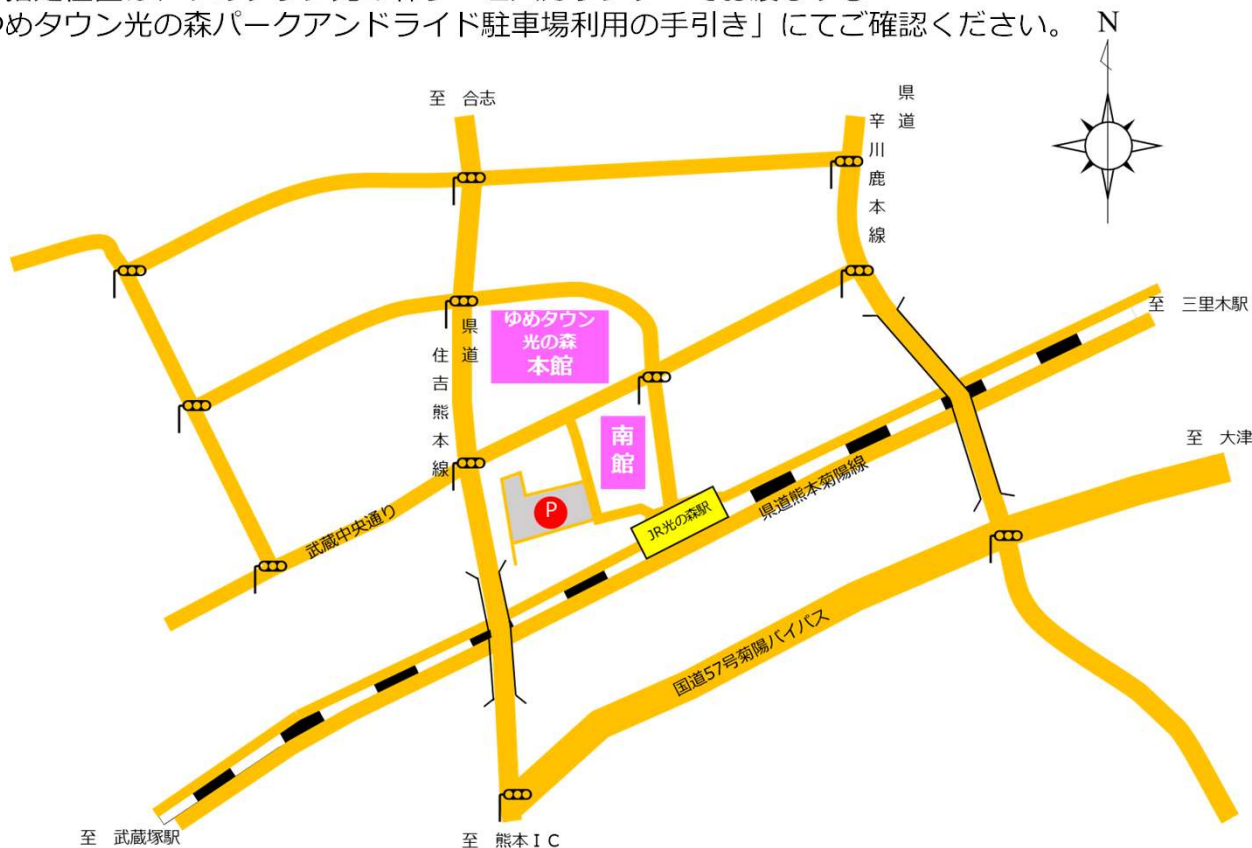 ゆめタウン光の森パークアンドライド駐車場利用の手引き」にてご確認ください。
N
至 合志
県道
辛川鹿本線
至 三里木駅
ゆめタウン
光の森
本館
県道
住吉熊本線
南館
至 大津
P
JR光の森駅
県道熊本菊陽線
武蔵中央通り
国道57号菊陽バイパス
至 武蔵塚駅
至 熊本IC